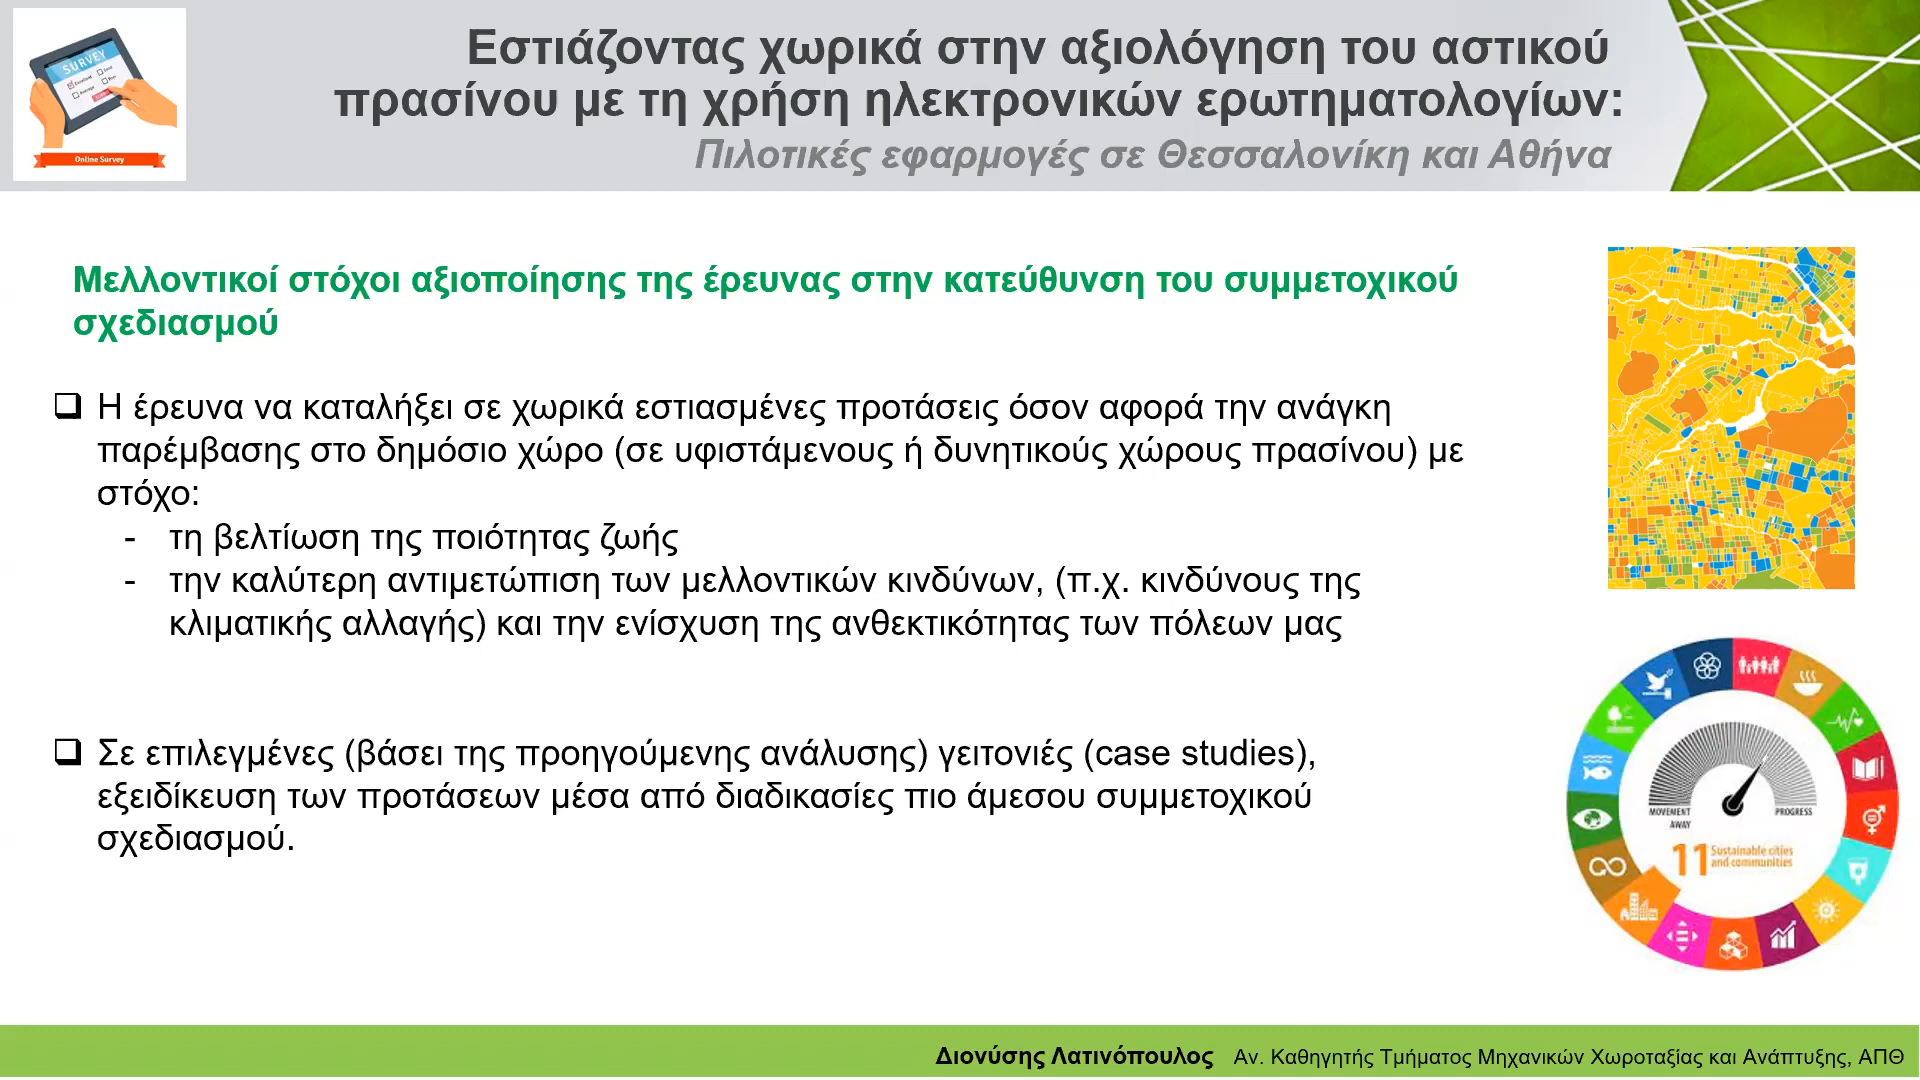 SURVEY
Online Survey
Εστιάζοντας χωρικά στην αξιολόγηση του αστικού
πρασίνου με τη χρήση ηλεκτρονικών ερωτηματολογίων:
Πιλοτικές εφαρμογές σε Θεσσαλονίκη και Αθήνα
Μελλοντικοί στόχοι αξιοποίησης της έρευνας στην κατεύθυνση του συμμετοχικού
σχεδιασμού
❑ Η έρευνα να καταλήξει σε χωρικά εστιασμένες προτάσεις όσον αφορά την ανάγκη
παρέμβασης στο δημόσιο χώρο (σε υφιστάμενους ή δυνητικούς χώρους πρασίνου) με
στόχο:
- τη βελτίωση της ποιότητας ζωής
- την καλύτερη αντιμετώπιση των μελλοντικών κινδύνων, (π.χ. κινδύνους της
κλιματικής αλλαγής) και την ενίσχυση της ανθεκτικότητας των πόλεων μας
❑ Σε επιλεγμένες (βάσει της προηγούμενης ανάλυσης) γειτονιές (case studies),
εξειδίκευση των προτάσεων μέσα από διαδικασίες πιο άμεσου συμμετοχικού
σχεδιασμού.
MOVEMENT
AWAY
PROGRESS
11 Sustainable cities
and communities
Διονύσης Λατινόπουλος Αν. Καθηγητής Τμήματος Μηχανικών Χωροταξίας και Ανάπτυξης, ΑΠΘ